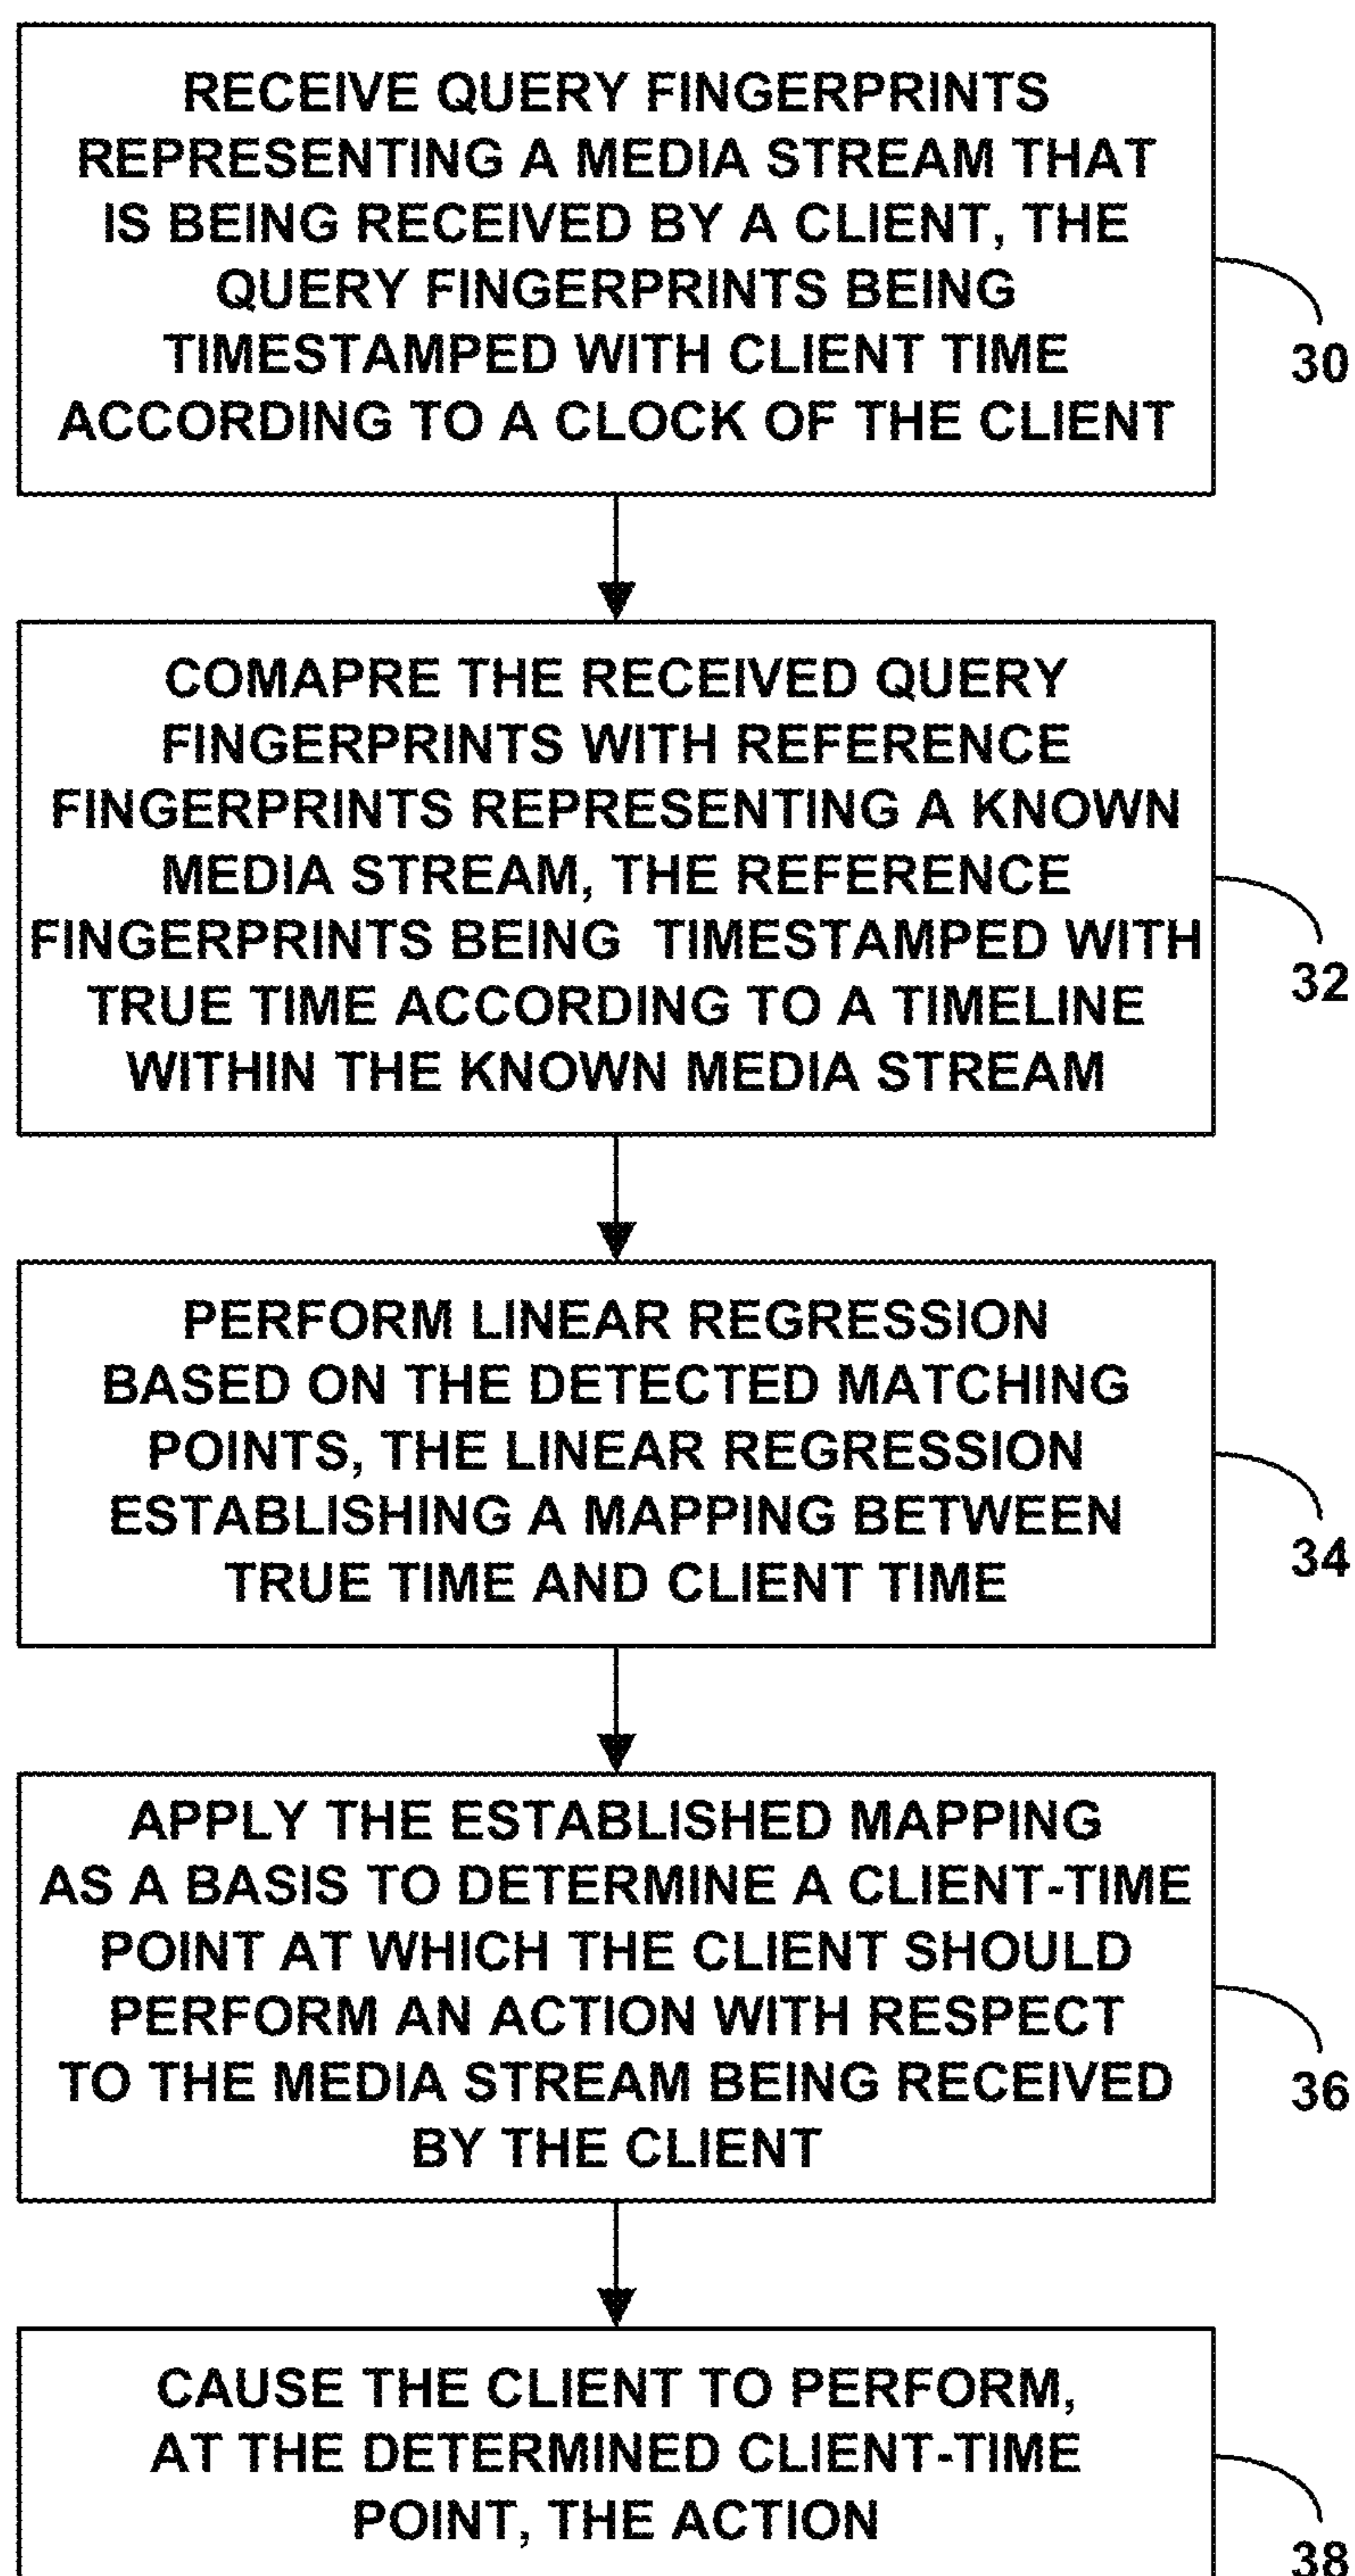 RECEIVE QUERY FINGERPRINTS
REPRESENTING A MEDIA STREAM THAT
IS BEING RECEIVED BY A CLIENT, THE
QUERY FINGERPRINTS BEING
TIMESTAMPED WITH CLIENT TIME
ACCORDING TO A CLOCK OF THE CLIENT
30
COMAPRE THE RECEIVED QUERY
FINGERPRINTS WITH REFERENCE
FINGERPRINTS REPRESENTING A KNOWN
MEDIA STREAM, THE REFERENCE
FINGERPRINTS BEING  TIMESTAMPED WITH
TRUE TIME ACCORDING TO A TIMELINE
WITHIN THE KNOWN MEDIA STREAM
32
PERFORM LINEAR REGRESSION
BASED ON THE DETECTED MATCHING
POINTS, THE LINEAR REGRESSION
ESTABLISHING A MAPPING BETWEEN
TRUE TIME AND CLIENT TIME
34
APPLY THE ESTABLISHED MAPPING
AS A BASIS TO DETERMINE A CLIENT-TIME
POINT AT WHICH THE CLIENT SHOULD
PERFORM AN ACTION WITH RESPECT
TO THE MEDIA STREAM BEING RECEIVED
BY THE CLIENT
36
CAUSE THE CLIENT TO PERFORM,
AT THE DETERMINED CLIENT-TIME
POINT, THE ACTION
38